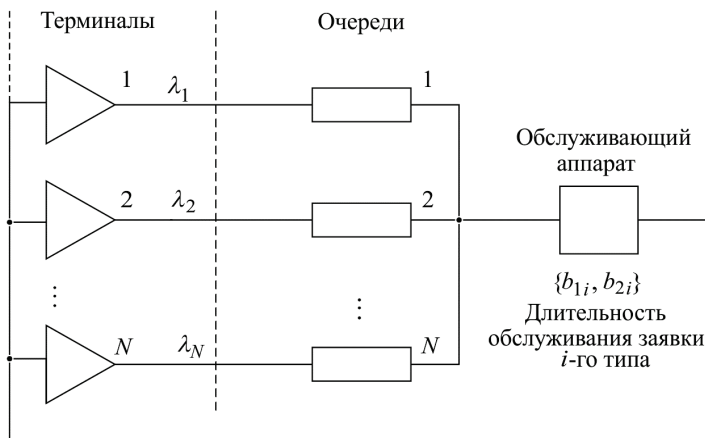 Терминалы
Очереди
1
λ1
1
2
λ2
2
Обслуживающий
аппарат
{b1i, b2i}
Длительность
обслуживания заявки
i-го типа
⋮
⋮
N
λN
N